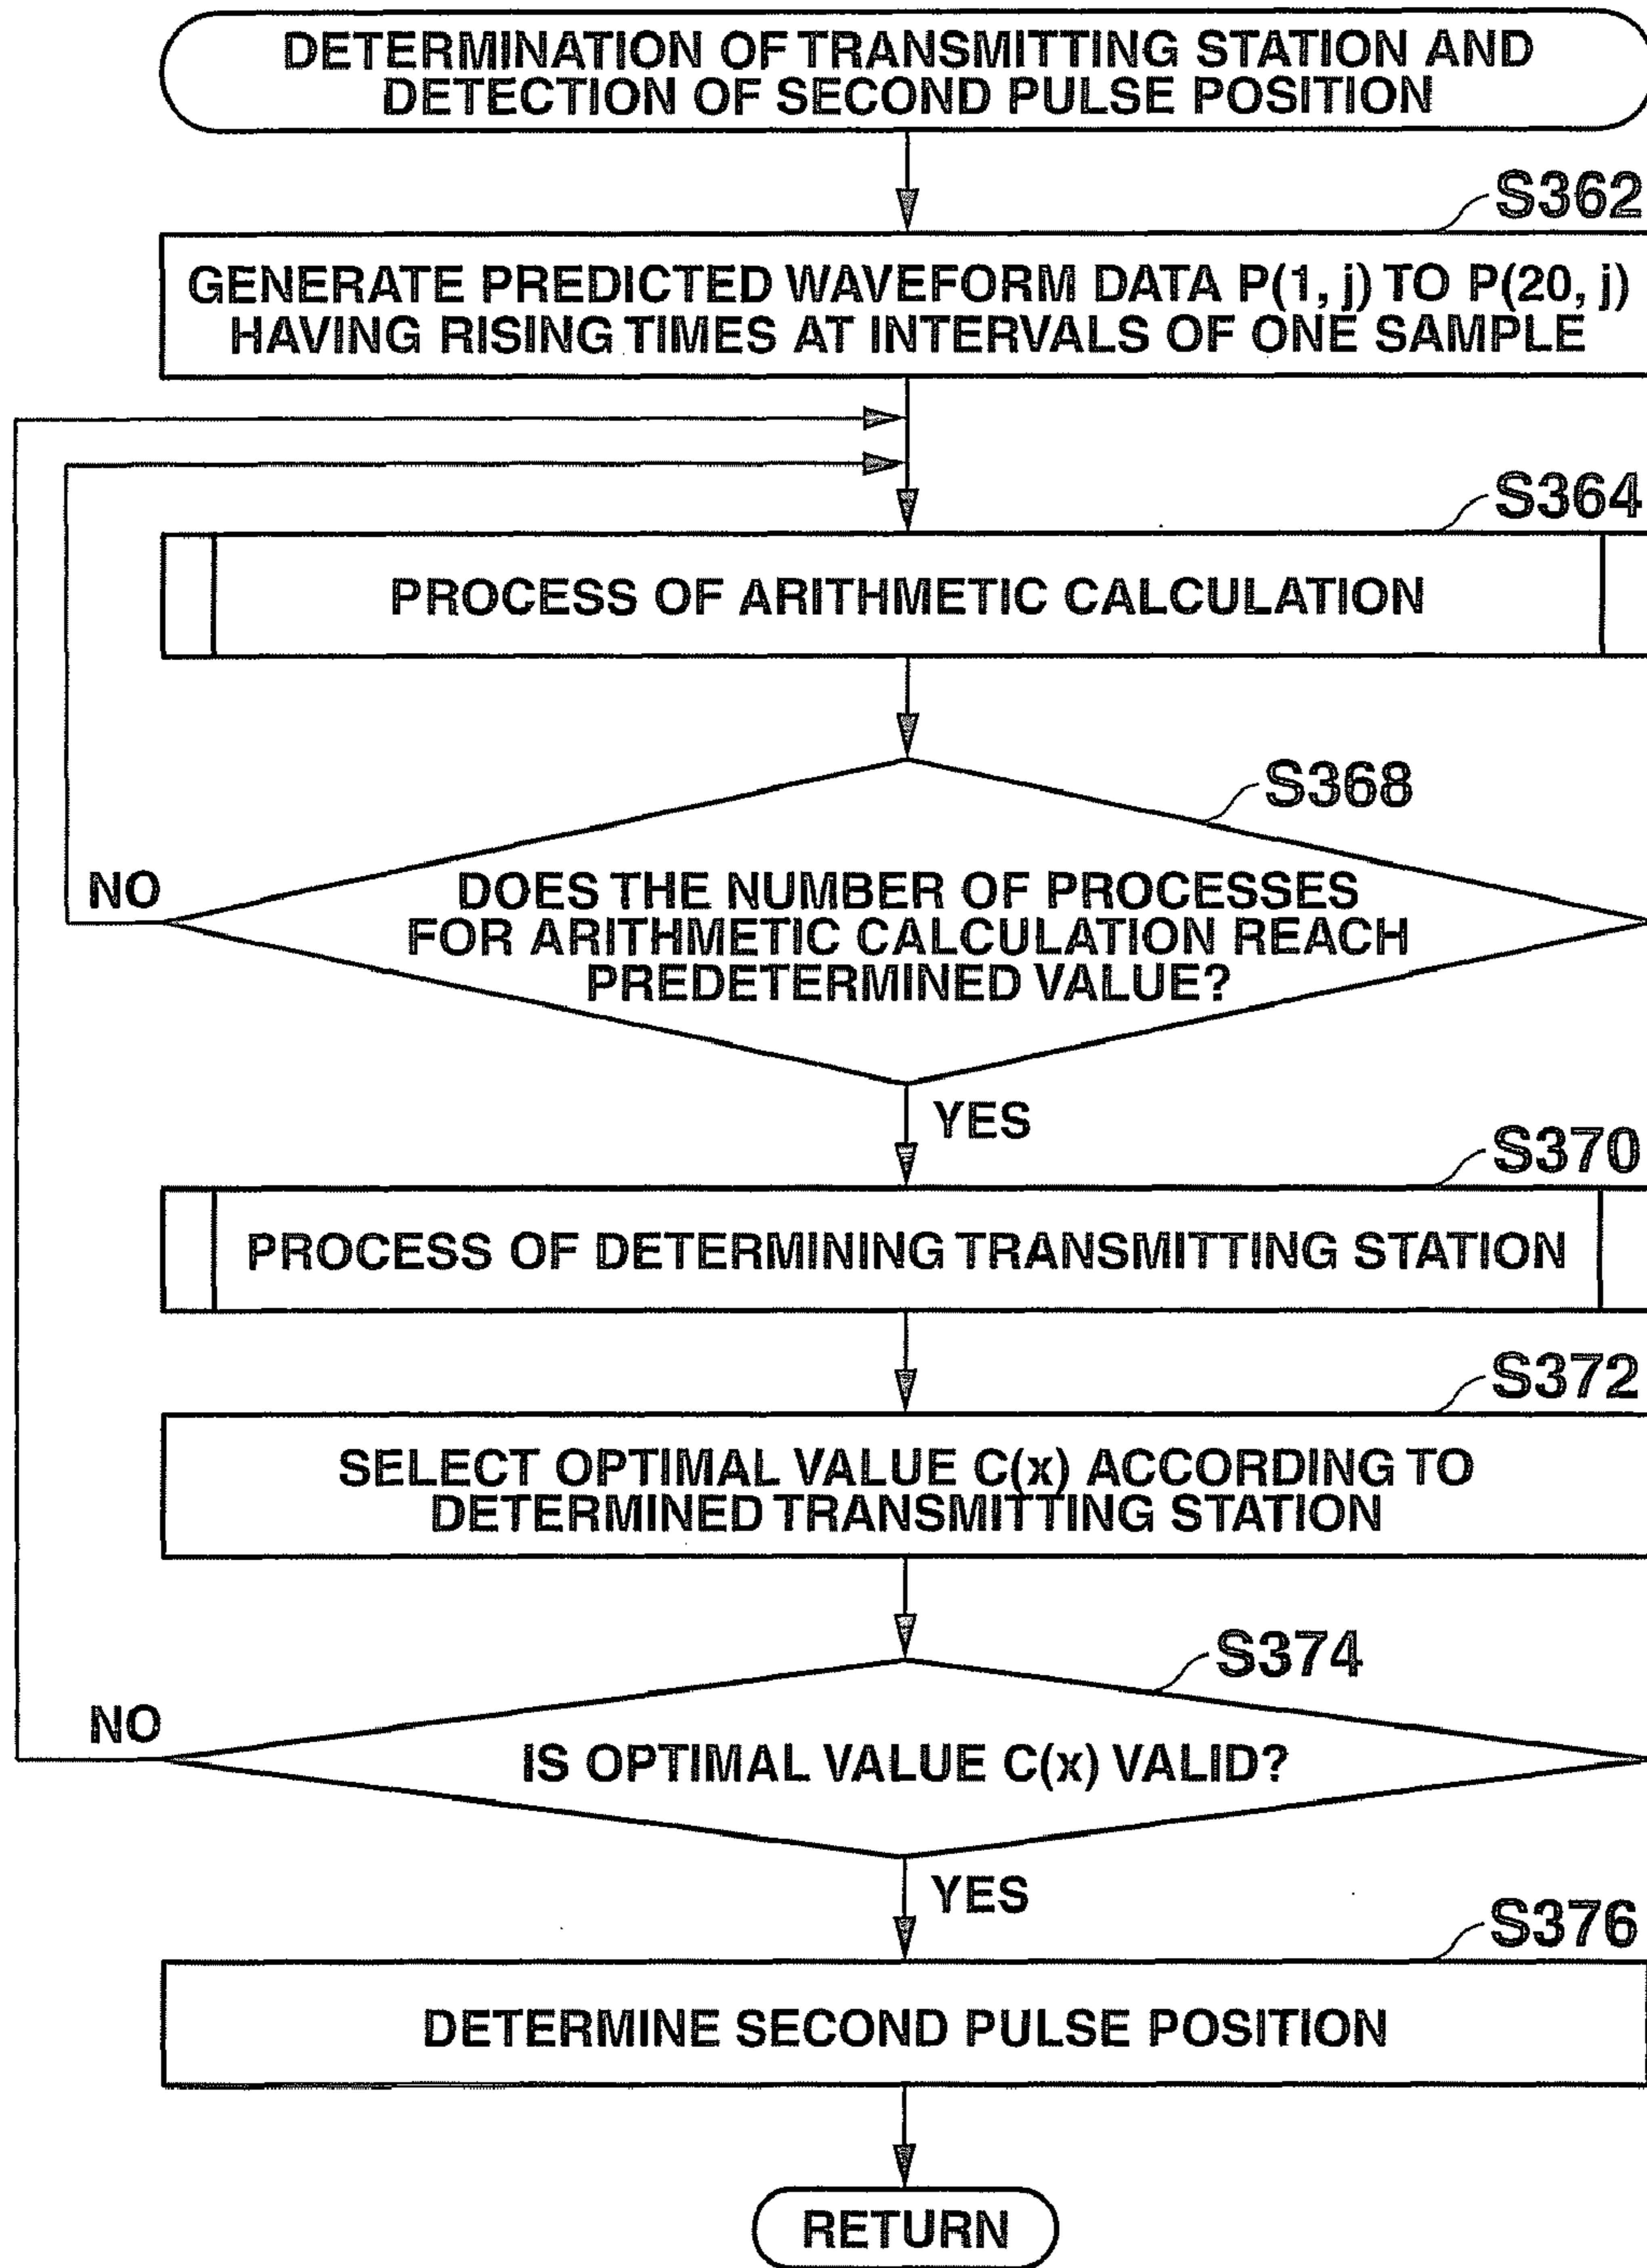 DETERMINATION OF TRANSMITTING STATION AND
DETECTION OF SECOND PULSE POSITION
S362
GENERATE PREDICTED WAVEFORM DATA P(1, j) TO P(20, j)
HAVING RISING TIMES AT INTERVALS OF ONE SAMPLE
S364
PROCESS OF ARITHMETIC CALCULATION
S368
NO
DOES THE NUMBER OF PROCESSES
FOR ARITHMETIC CALCULATION REACH
PREDETERMINED VALUE?
YES
S370
PROCESS OF DETERMINING TRANSMITTING STATION
S372
SELECT OPTIMAL VALUE C(x) ACCORDING TO
DETERMINED TRANSMITTING STATION
S374
NO
IS OPTIMAL VALUE C(x) VALID?
YES
S376
DETERMINE SECOND PULSE POSITION
RETURN